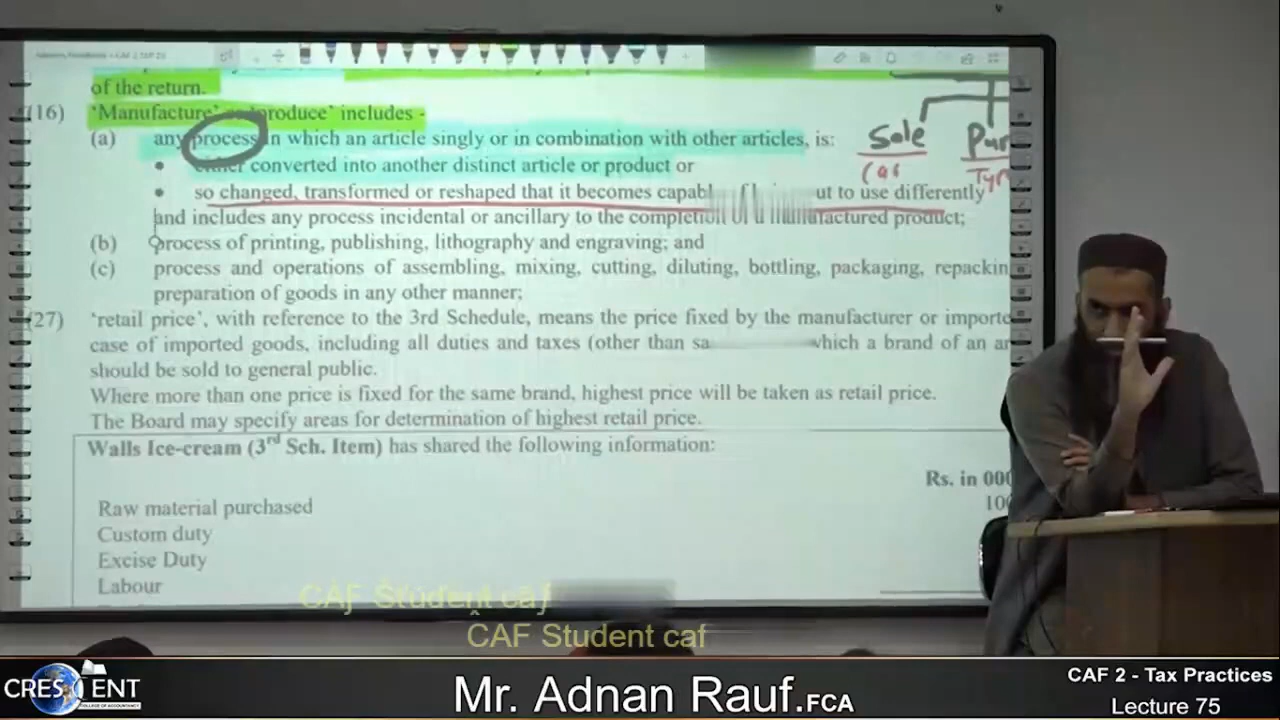 of the return.
(16) 'Manufacture' or 'produce' includes -
(a) any process in which an article singly or in combination with other articles, is:
• either converted into another distinct article or product or
• so changed, transformed or reshaped that it becomes ut to use differently
and includes any process incidental or ancillary to the completion product;
(b) process of printing, publishing, lithography and engraving; and
(c) process and operations of assembling, mixing, cutting, diluting, bottling, packaging,
preparation of goods in any other manner;
(27) 'retail price', with reference to the 3rd Schedule, means the price fixed by the manufacturer or
case of imported goods, including all duties and taxes (other than which a brand of an
should be sold to general public.
Where more than one price is fixed for the same brand, highest price will be taken as retail price.
The Board may specify areas for determination of highest retail price.
Sale Pur
Walls Ice-cream (3rd Sch. Item) has shared the following information:
Rs. in 000
Raw material purchased
Custom duty
Excise Duty
Labour
CAF Student caf
CAF Student caf
CRESCENT
COLLEGE OF ACCOUNTANCY
Mr. Adnan Rauf.FCA
CAF 2 - Tax Practices
Lecture 75